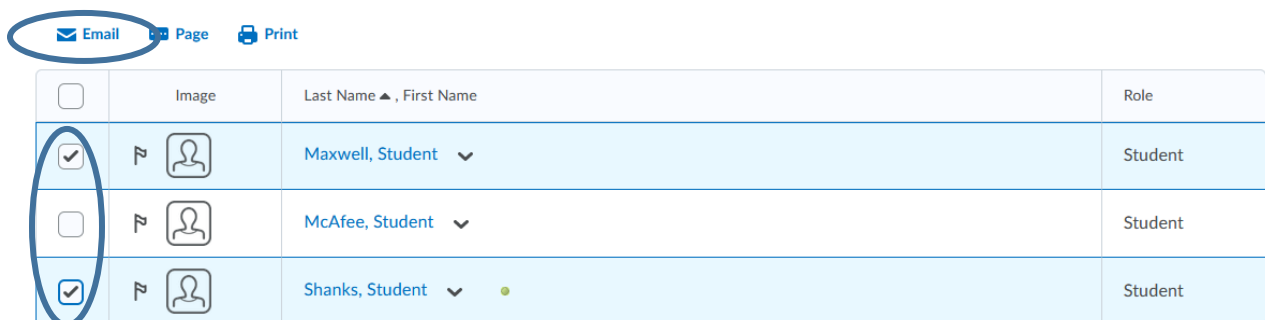 Email Page Print
Image Last Name ▲ , First Name Role
Maxwell, Student Student
McAfee, Student Student
Shanks, Student Student